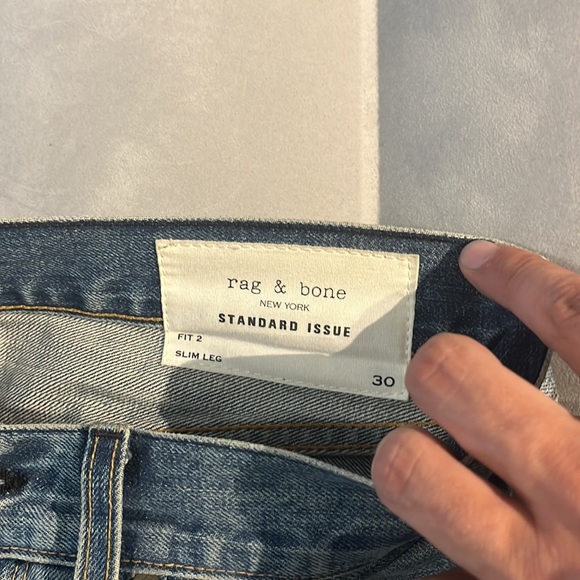 rag & bone
NEW YORK
STANDARD ISSUE
FIT 2
SLIM LEG
30